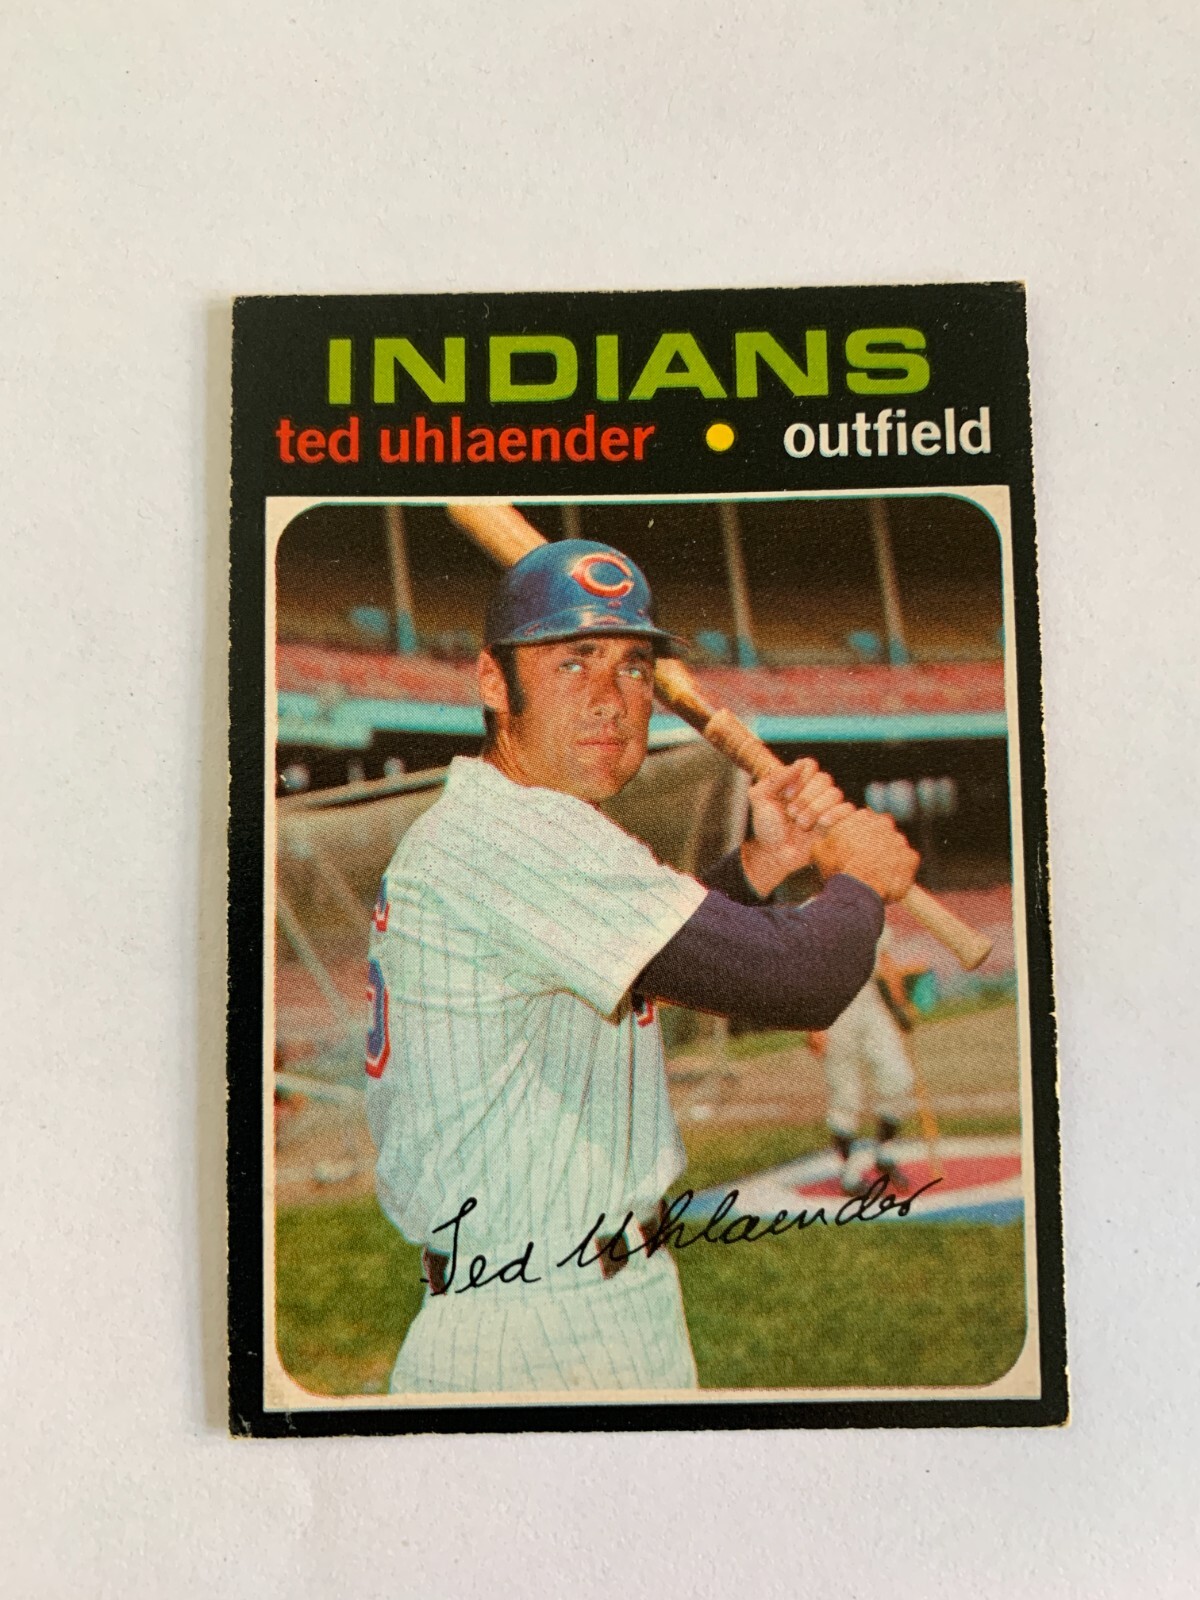 INDIANS
ted uhlaender • outfield
C
Ted Uhlaender